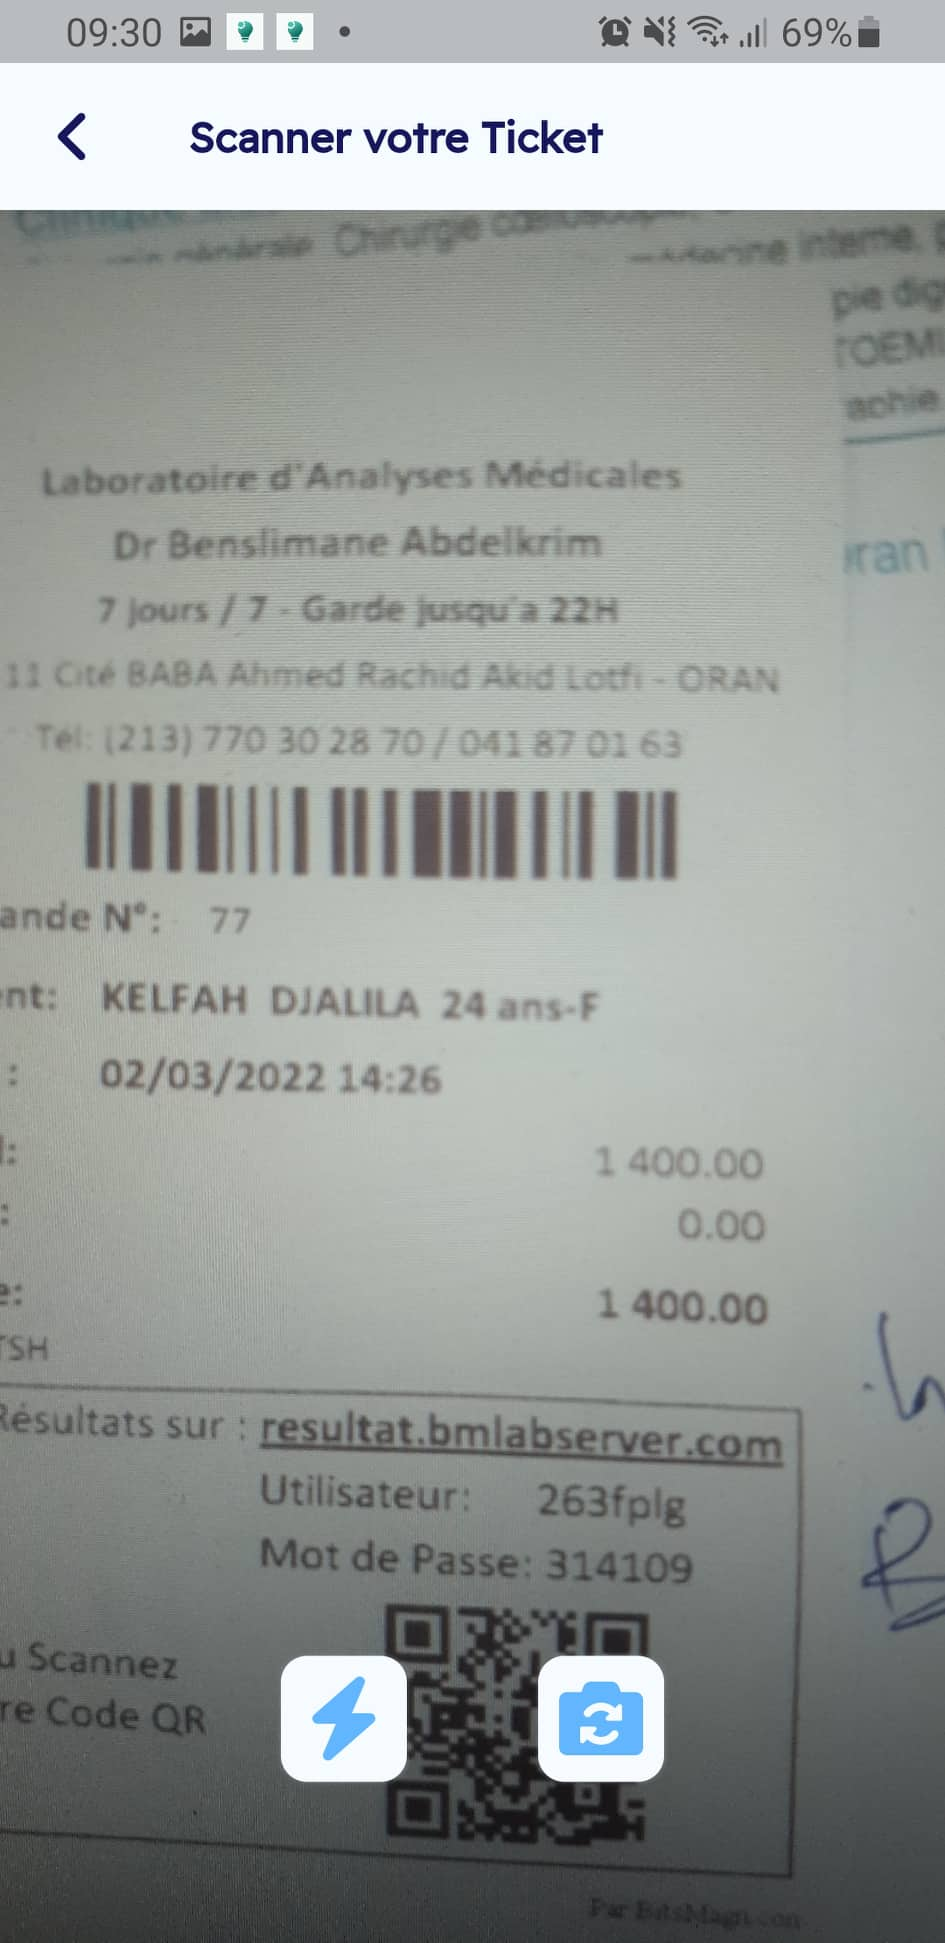 09:30
69%
Scanner votre Ticket
Chirurgie
interne,
pie dig
TOEMI
aphie
Laboratoire d'Analyses Médicales
Dr Benslimane Abdelkrim
oran
7 jours / 7 - Garde jusqu'a 22H
11 Cité BABA Ahmed Rachid Akid Lotfi - ORAN
Tél: (213) 770 30 28 70 / 041 87 01 63
ande N°: 77
ent: KELFAH DJALILA 24 ans-F
: 02/03/2022 14:26
l: 1 400.00
: 0.00
e: 1 400.00
TSH
Résultats sur : resultat.bmlabserver.com
Utilisateur: 263fplg
Mot de Passe: 314109
u Scannez
re Code QR
Par